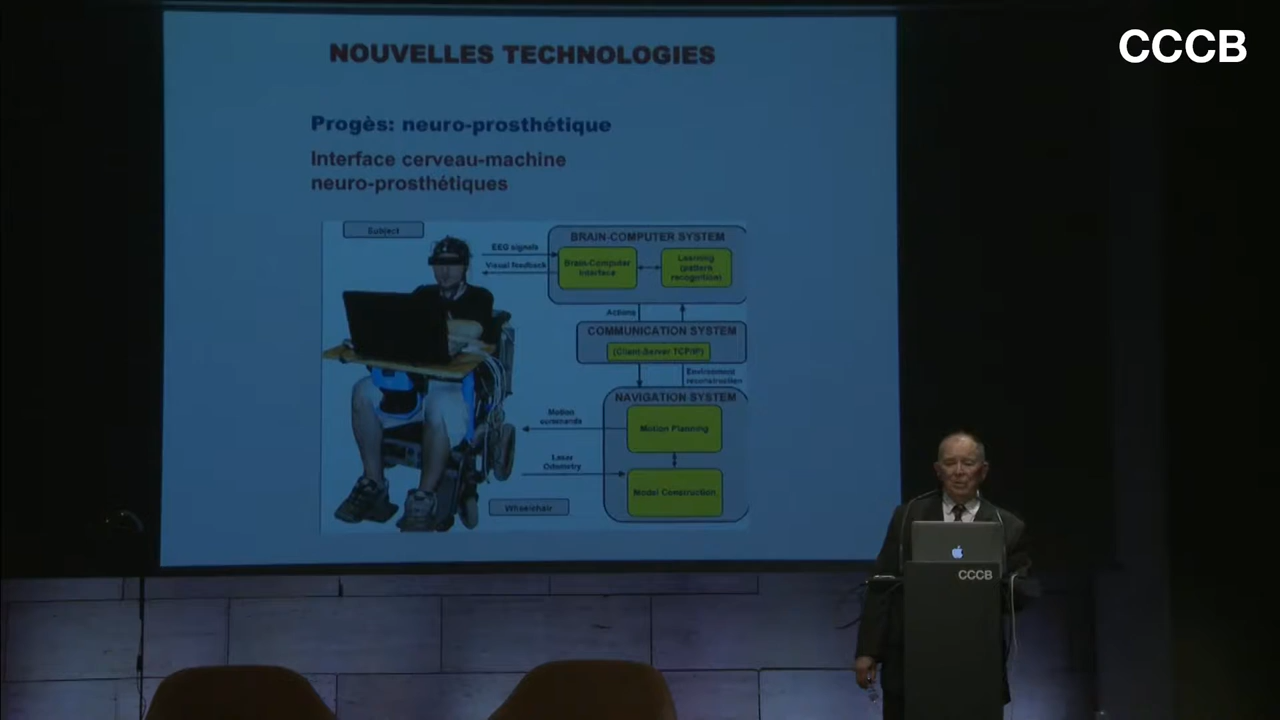 CCCB
NOUVELLES TECHNOLOGIES
Progès: neuro-prosthétique
Interface cerveau-machine
neuro-prosthétiques
Subject
EEG signals
Visual feedback
BRAIN-COMPUTER SYSTEM
Brain-Computer
Interface
Learning
(pattern
recognition)
Actions
COMMUNICATION SYSTEM
(Client-Server TCP/IP)
Environment
reconstruction
NAVIGATION SYSTEM
Motion
commands
Motion Planning
Laser
Odometry
Model Construction
Wheelchair
CCCB